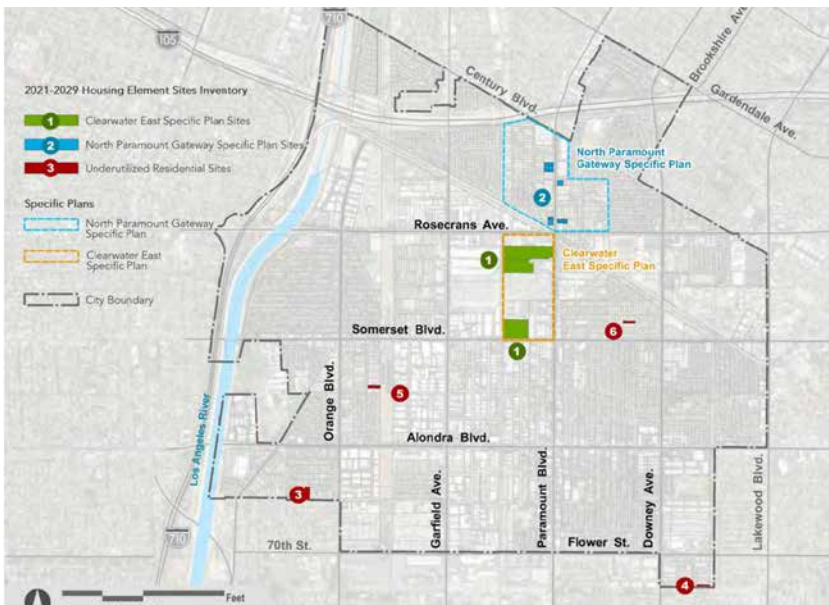 710
105
Century Blvd.
Brookshire Ave.
Gardendale Ave.
2021-2029 Housing Element Sites Inventory
1 Clearwater East Specific Plan Sites
2 North Paramount Gateway Specific Plan Sites
3 Underutilized Residential Sites
Specific Plans
North Paramount Gateway
Specific Plan
Clearwater East
Specific Plan
City Boundary
North Paramount
Gateway Specific Plan
2
Rosecrans Ave.
Clearwater
East Specific Plan
1
6
Somerset Blvd.
1
Los Angeles River
Orange Blvd.
5
Alondra Blvd.
Garfield Ave.
Paramount Blvd.
Downey Ave.
Lakewood Blvd.
3
710
70th St.
Flower St.
4
Feet